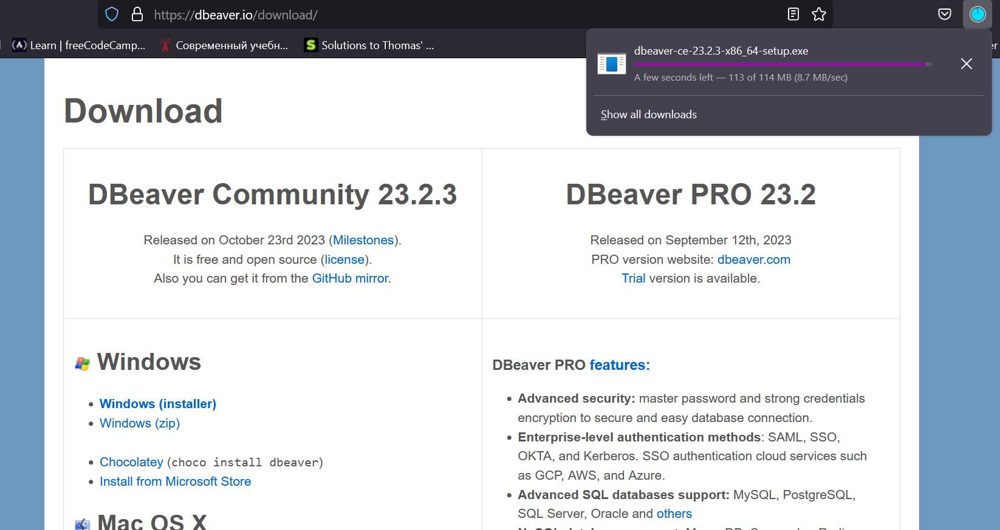 https://dbeaver.io/download/
Learn | freeCodeCamp...
Современный учебн...
Solutions to Thomas' ...
er
dbeaver-ce-23.2.3-x86_64-setup.exe
A few seconds left — 113 of 114 MB (8.7 MB/sec)
Show all downloads
Download
DBeaver Community 23.2.3
Released on October 23rd 2023 (Milestones).
It is free and open source (license).
Also you can get it from the GitHub mirror.
DBeaver PRO 23.2
Released on September 12th, 2023
PRO version website: dbeaver.com
Trial version is available.
Windows
Windows (installer)
Windows (zip)
Chocolatey (choco install dbeaver)
Install from Microsoft Store
Mac OS X
DBeaver PRO features:
Advanced security: master password and strong credentials
encryption to secure and easy database connection.
Enterprise-level authentication methods: SAML, SSO,
OKTA, and Kerberos. SSO authentication cloud services such
as GCP, AWS, and Azure.
Advanced SQL databases support: MySQL, PostgreSQL,
SQL Server, Oracle and others